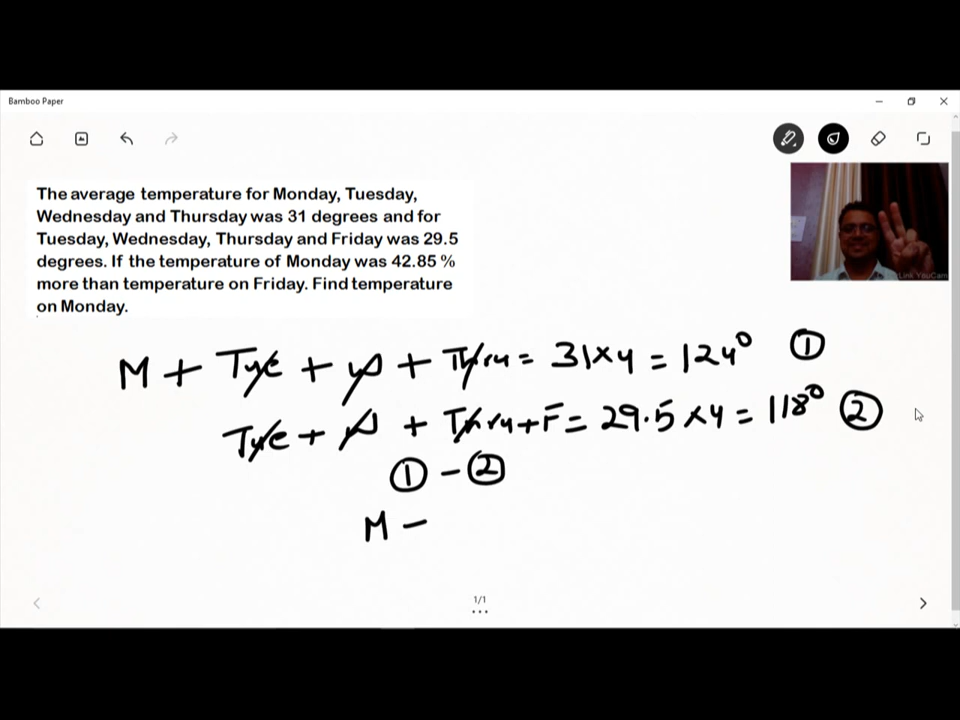 Bamboo Paper
The average temperature for Monday, Tuesday,
Wednesday and Thursday was 31 degrees and for
Tuesday, Wednesday, Thursday and Friday was 29.5
degrees. If the temperature of Monday was 42.85 %
more than temperature on Friday. Find temperature
on Monday.
M + Tue + W + Thru = 31 x 4 = 124° ①
Tue + W + Thru + F = 29.5 x 4 = 118° ②
① - ②
M -
1/1